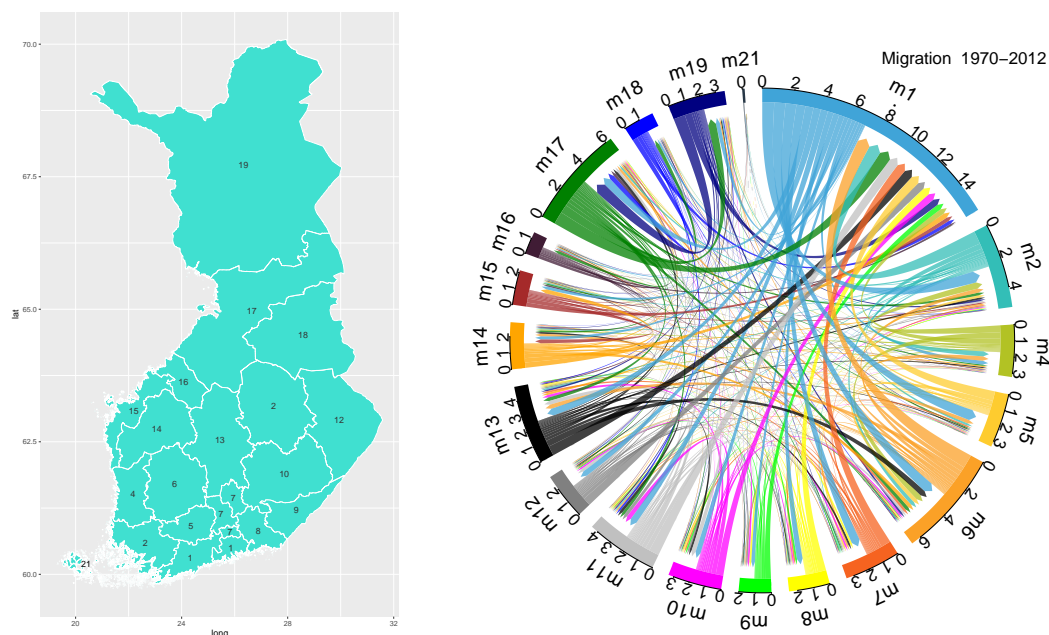 70.0
67.5
65.0
62.5
60.0
lat
20
24
28
32
long
19
17
18
16
15
14
2
12
13
10
4
6
7
9
7
5
8
7
2
1
1
21
Migration 1970−2012
m1
0 2 4 6 8 10 12 14
m2
0 2 4
m4
0 1 2 3
m5
0 1 2 3
m6
0 2 4 6
m7
0 1 2 3
m8
0 1 2
m9
0 1 2
m10
0 1 2 3
m11
0 1 2 3 4
m12
0 1 2
m13
0 1 2 3 4
m14
0 1 2
m15
0 1 2
m16
0 1
m17
0 2 4 6
m18
0 1
m19
0 1 2 3
m21
0